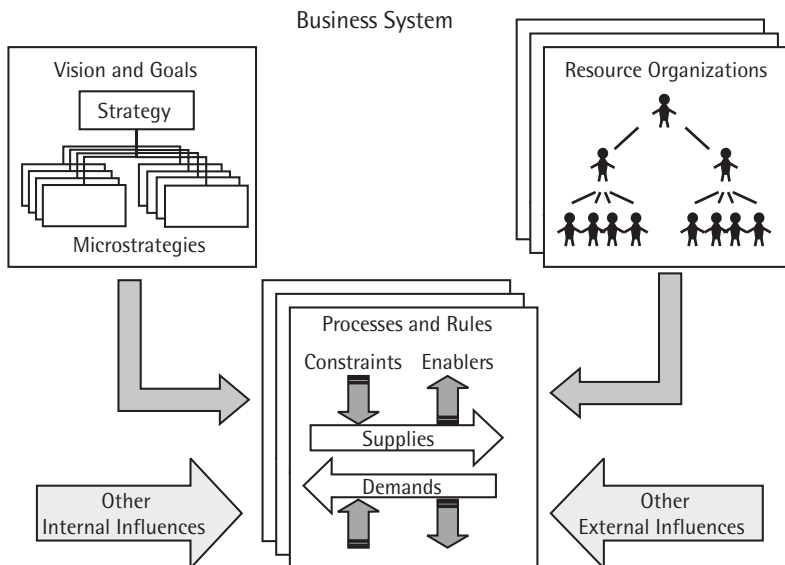 Business System
Vision and Goals
Strategy
Microstrategies
Resource Organizations
Processes and Rules
Constraints Enablers
Supplies
Demands
Other
Internal Influences
Other
External Influences